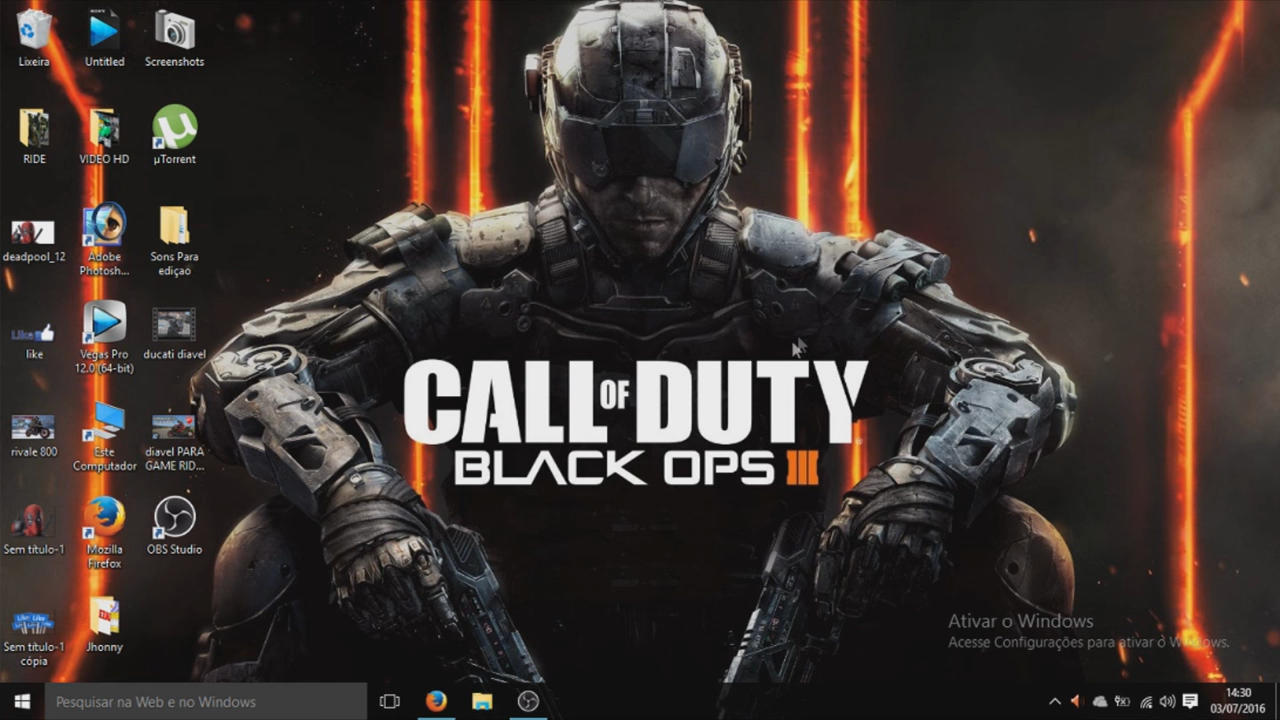 Lixeira
Untitled
Screenshots
RIDE
VIDEO HD
µTorrent
deadpool_12
Adobe
Photosh...
Sons Para
edição
like
Vegas Pro
12.0 (64-bit)
ducati diavel
rivale 800
Este
Computador
diavel PARA
GAME RID...
Sem título-1
Mozilla
Firefox
OBS Studio
Sem título-1
cópia
Jhonny
CALL OF DUTY
BLACK OPS III
Ativar o Windows
Acesse Configurações para ativar o Windows.
Pesquisar na Web e no Windows
14:30
03/07/2016